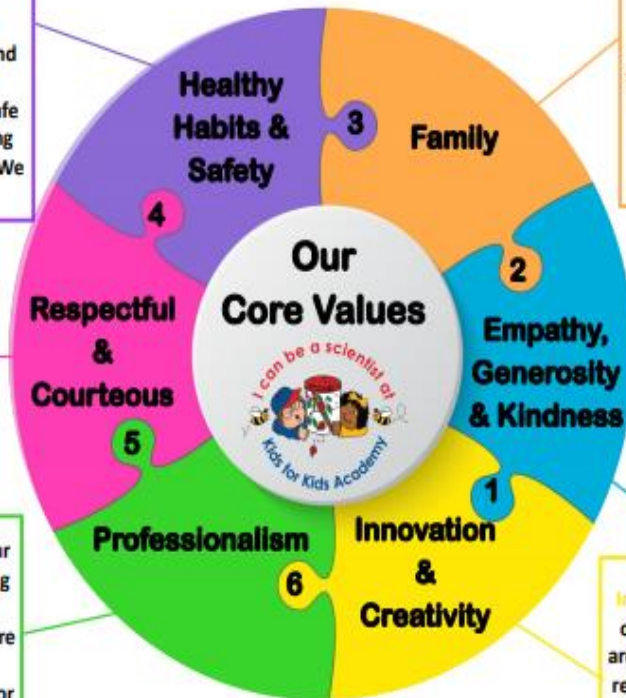 Our
Core Values
I can be a scientist at
Kids for Kids Academy
Healthy
Habits &
Safety
3
Family
2
Empathy,
Generosity
& Kindness
1
Innovation
&
Creativity
6
Professionalism
5
Respectful
&
Courteous
4
We